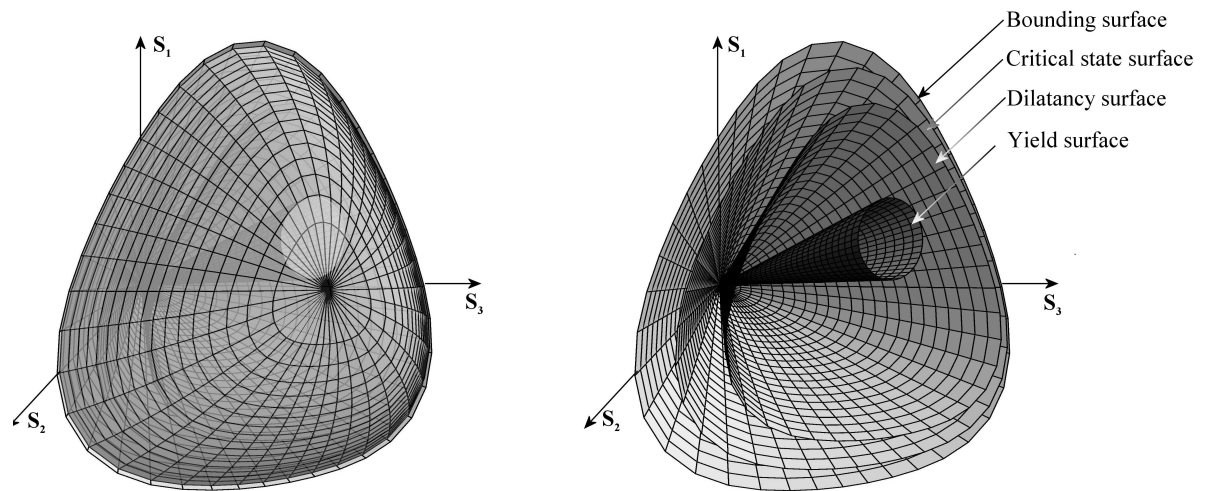 S1
S3
S2
S1
Bounding surface
Critical state surface
Dilatancy surface
Yield surface
S3
S2